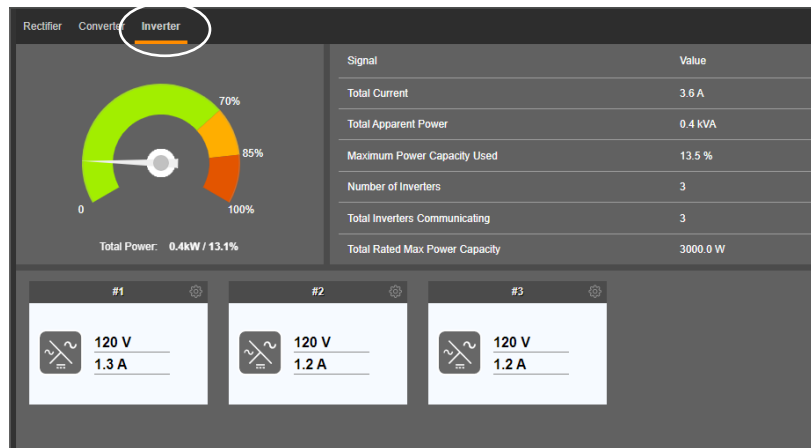 Rectifier Converter Inverter
70%
85%
0
100%
Total Power: 0.4kW / 13.1%
Signal Value
Total Current 3.6 A
Total Apparent Power 0.4 kVA
Maximum Power Capacity Used 13.5 %
Number of Inverters 3
Total Inverters Communicating 3
Total Rated Max Power Capacity 3000.0 W
#1
120 V
1.3 A
#2
120 V
1.2 A
#3
120 V
1.2 A